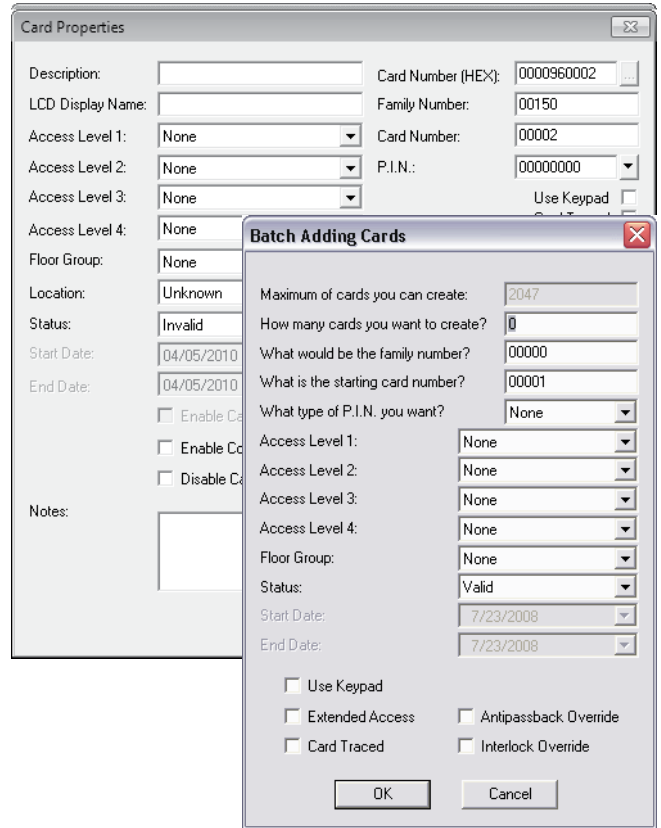 Card Properties
Description:
Card Number (HEX): 0000960002 ...
LCD Display Name:
Family Number: 00150
Access Level 1: None
Card Number: 00002
Access Level 2: None
P.I.N.: 00000000
Access Level 3: None
Use Keypad
Access Level 4: None
Floor Group: None
Location: Unknown
Status: Invalid
Start Date: 04/05/2010
End Date: 04/05/2010
Enable Ca
Enable Co
Disable Ca
Notes:
Batch Adding Cards
Maximum of cards you can create: 2047
How many cards you want to create? 0
What would be the family number? 00000
What is the starting card number? 00001
What type of P.I.N. you want? None
Access Level 1: None
Access Level 2: None
Access Level 3: None
Access Level 4: None
Floor Group: None
Status: Valid
Start Date: 7/23/2008
End Date: 7/23/2008
Use Keypad
Extended Access
Antipassback Override
Card Traced
Interlock Override
OK
Cancel